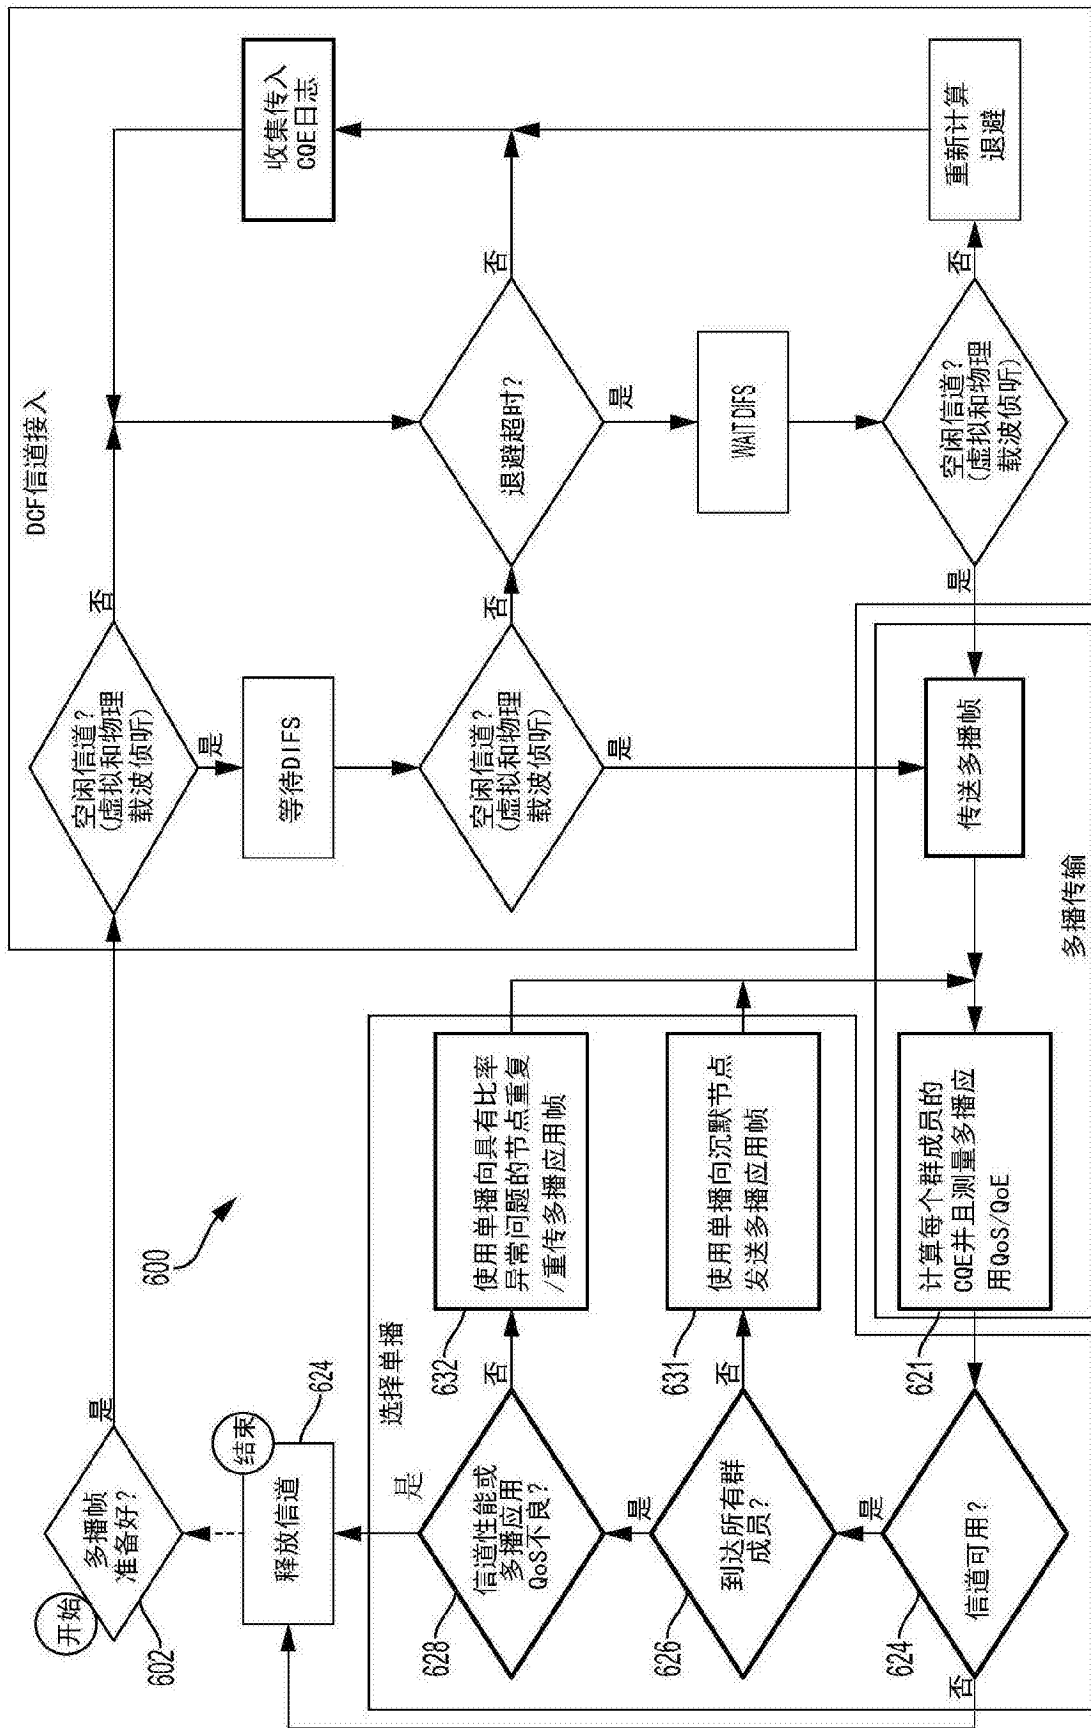 600
开始
602
多播帧
准备好？
是
结束
624
释放信道
DCF信道接入
空闲信道？
(虚拟和物理
载波侦听)
否
是
等待DIFS
空闲信道？
(虚拟和物理
载波侦听)
否
是
收集传入
CQE日志
退避超时？
否
是
WAIT DIFS
空闲信道？
(虚拟和物理
载波侦听)
否
是
重新计算
退避
多播传输
传送多播帧
621
计算每个群成员的
CQE并且测量多播应
用QoS/QoE
选择单播
628
信道性能或
多播应用
QoS不良？
是
否
632
使用单播向具有比率
异常问题的节点重复
/重传多播应用帧
626
到达所有群
成员？
是
否
631
使用单播向沉默节点
发送多播应用帧
624
信道可用？
是
否